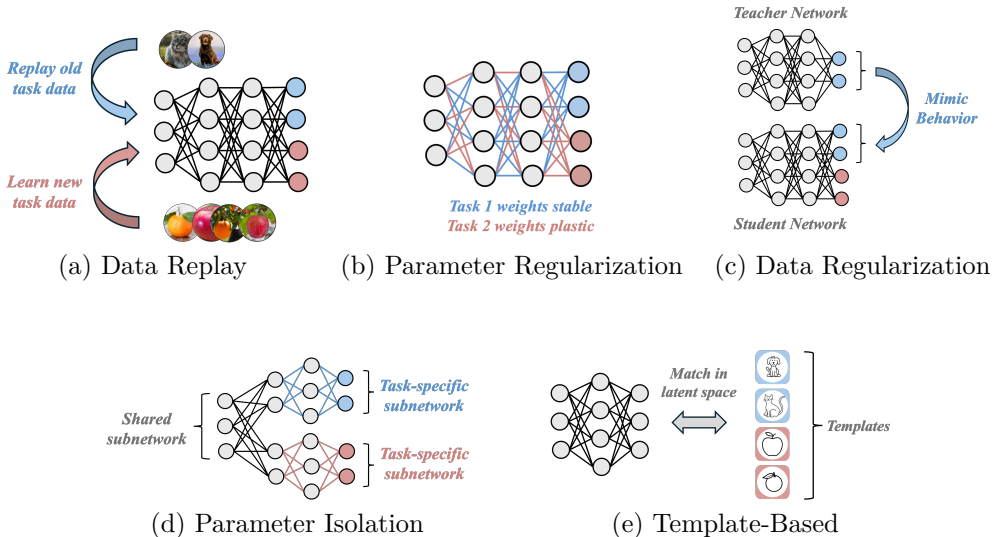 Replay old
task data
Learn new
task data
(a) Data Replay
Task 1 weights stable
Task 2 weights plastic
(b) Parameter Regularization
Teacher Network
Mimic
Behavior
Student Network
(c) Data Regularization
Shared
subnetwork
Task-specific
subnetwork
Task-specific
subnetwork
(d) Parameter Isolation
Match in
latent space
Templates
(e) Template-Based